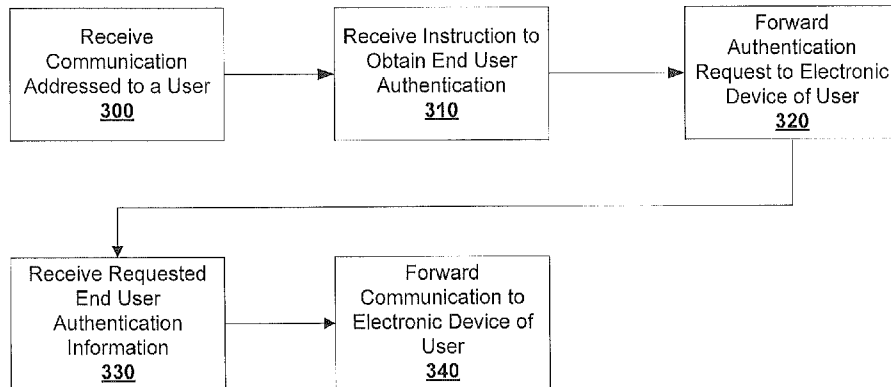 Receive
Communication
Addressed to a User
300
Receive Instruction to
Obtain End User
Authentication
310
Forward
Authentication
Request to Electronic
Device of User
320
Receive Requested
End User
Authentication
Information
330
Forward
Communication to
Electronic Device of
User
340